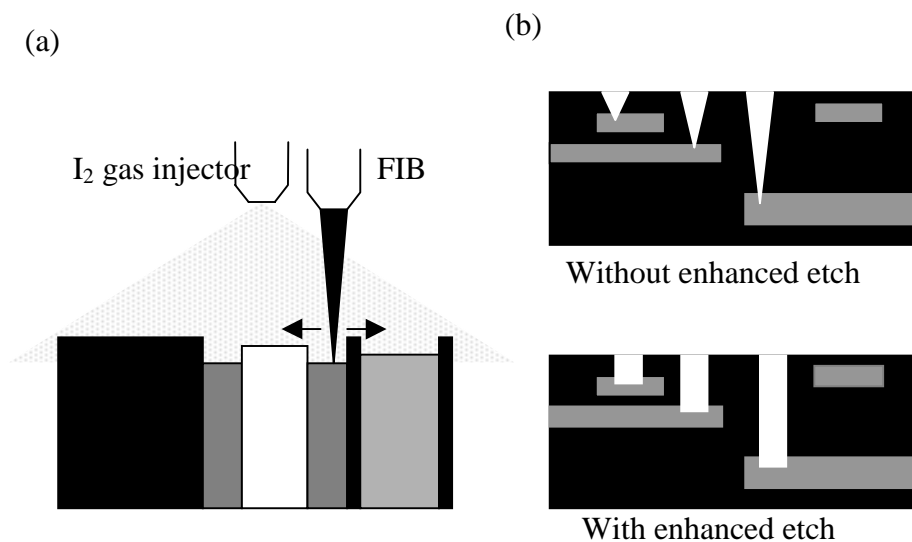 (a)
(b)
I₂ gas injector
FIB
Without enhanced etch
With enhanced etch